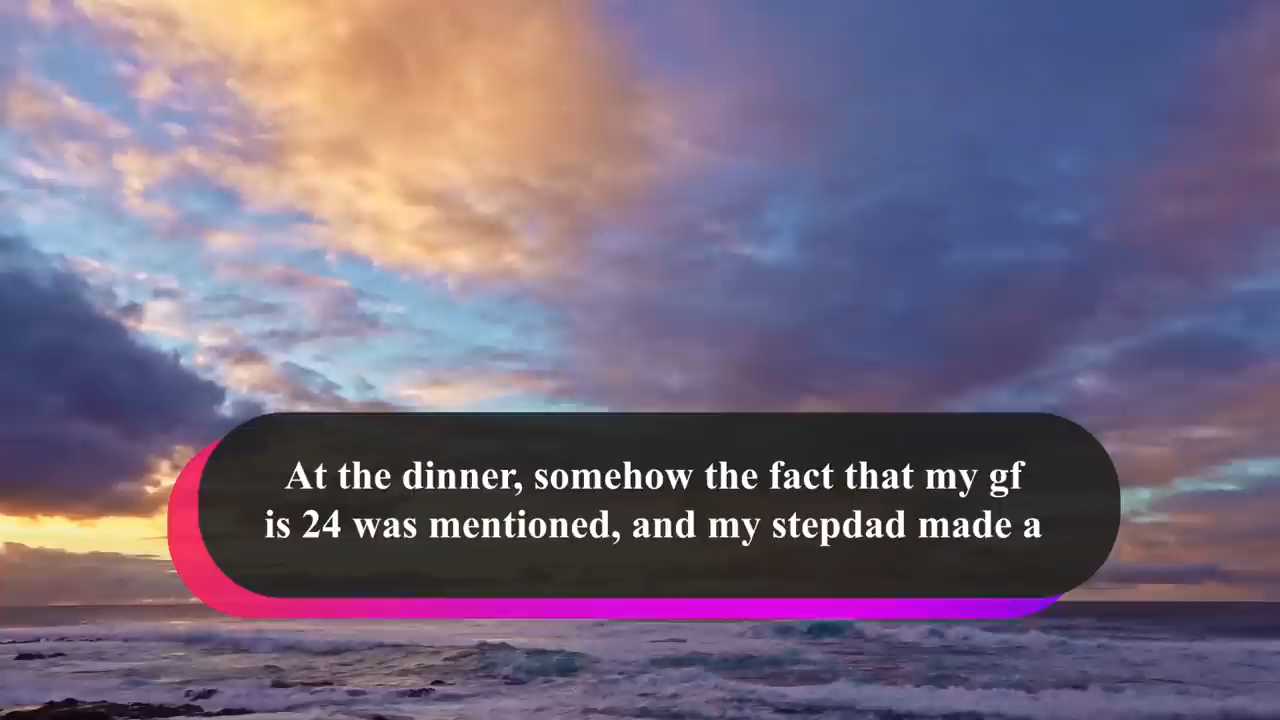 At the dinner, somehow the fact that my gf
is 24 was mentioned, and my stepdad made a